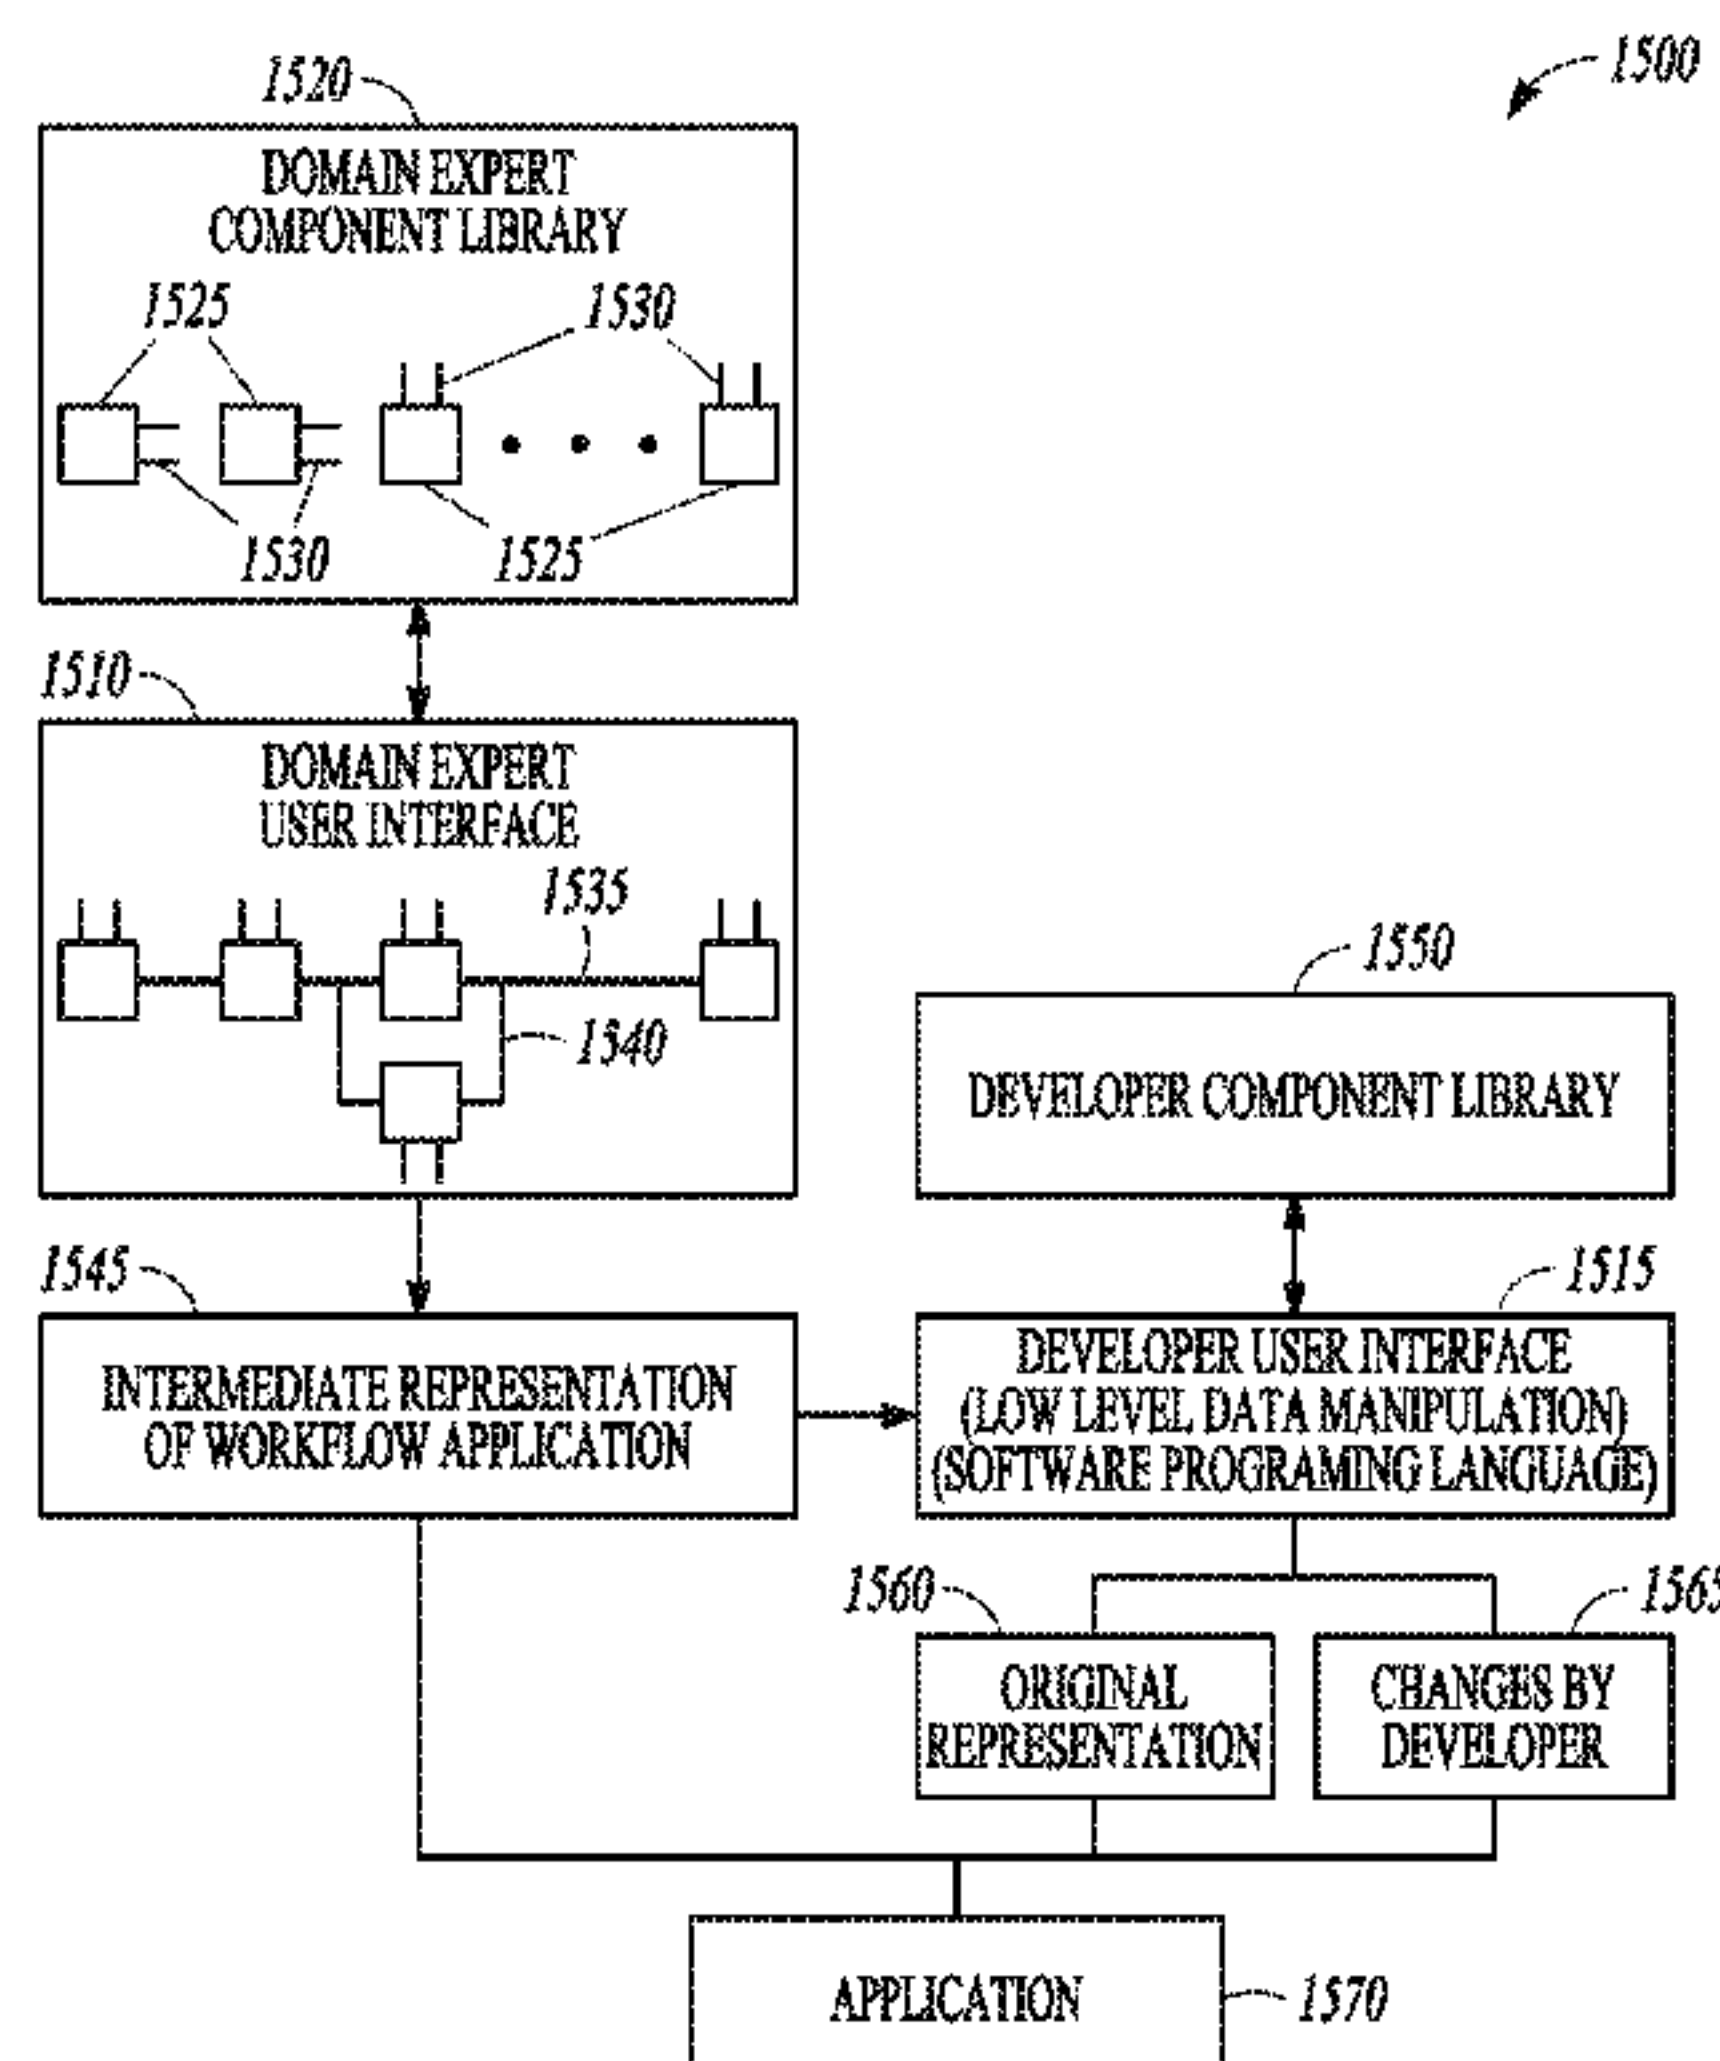 1500
1520
DOMAIN EXPERT
COMPONENT LIBRARY
1525
1530
1530
1525
1510
DOMAIN EXPERT
USER INTERFACE
1535
1540
1550
DEVELOPER COMPONENT LIBRARY
1545
INTERMEDIATE REPRESENTATION
OF WORKFLOW APPLICATION
1515
DEVELOPER USER INTERFACE
(LOW LEVEL DATA MANIPULATION)
(SOFTWARE PROGRAMING LANGUAGE)
1560
ORIGINAL
REPRESENTATION
1565
CHANGES BY
DEVELOPER
APPLICATION
1570